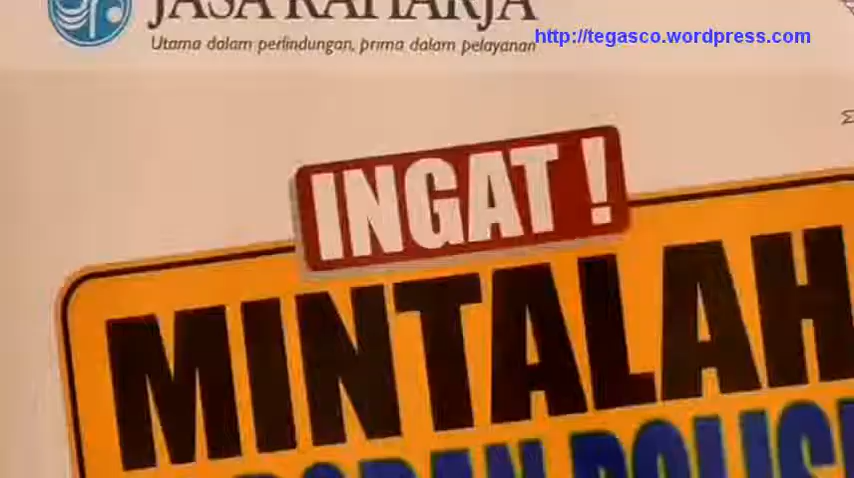 JASA RAHARJA
Utama dalam perlindungan, prima dalam pelayanan
http://tegasco.wordpress.com
INGAT !
MINTALAH